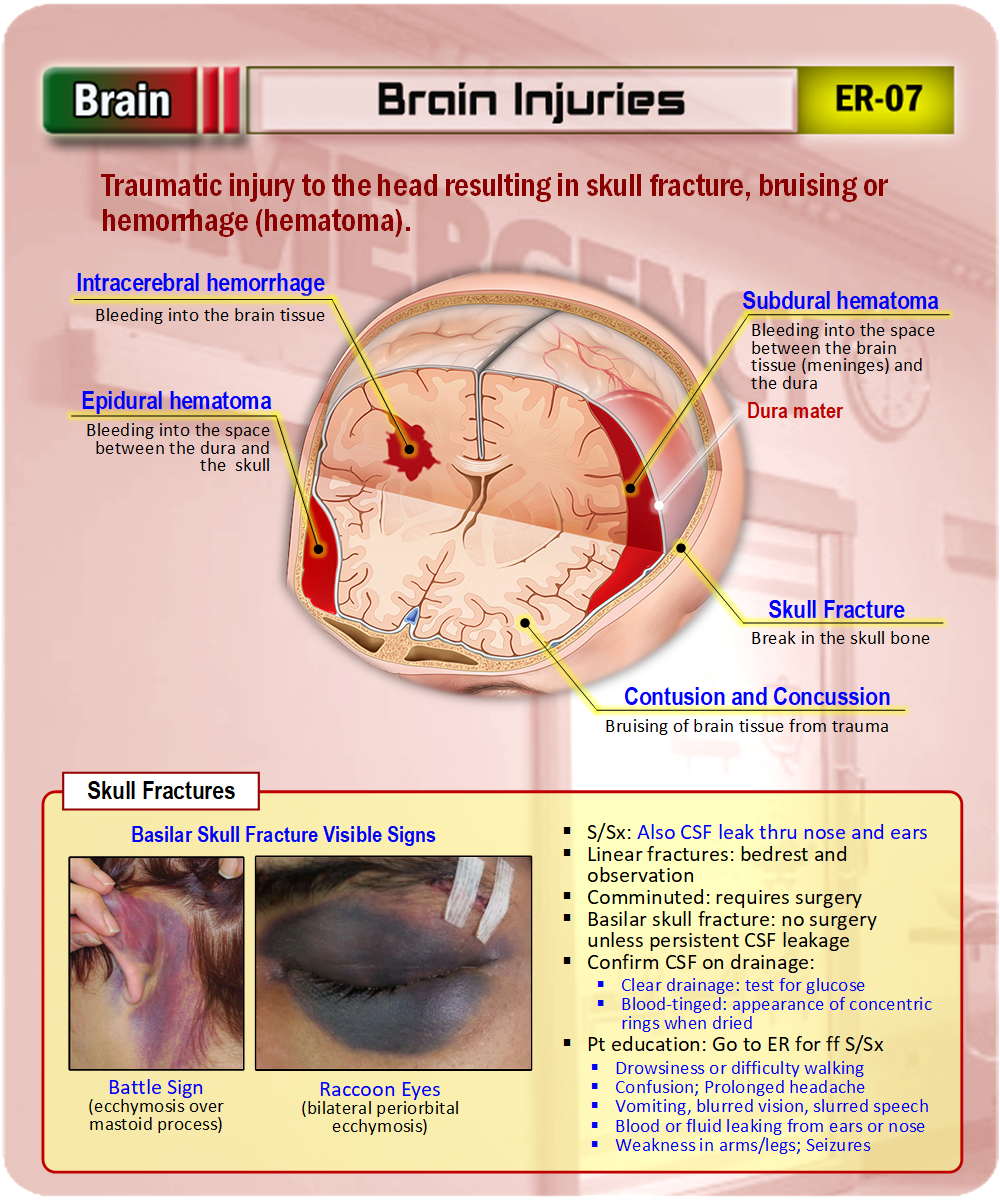 Brain
Brain Injuries
ER-07
Traumatic injury to the head resulting in skull fracture, bruising or
hemorrhage (hematoma).
EMERGENC
Intracerebral hemorrhage
Bleeding into the brain tissue
Epidural hematoma
Bleeding into the space
between the dura and
the skull
Subdural hematoma
Bleeding into the space
between the brain
tissue (meninges) and
the dura
Dura mater
Skull Fracture
Break in the skull bone
Contusion and Concussion
Bruising of brain tissue from trauma
Skull Fractures
Basilar Skull Fracture Visible Signs
Battle Sign
(ecchymosis over
mastoid process)
Raccoon Eyes
(bilateral periorbital
ecchymosis)
▪ S/Sx: Also CSF leak thru nose and ears
▪ Linear fractures: bedrest and
observation
▪ Comminuted: requires surgery
▪ Basilar skull fracture: no surgery
unless persistent CSF leakage
▪ Confirm CSF on drainage:
▪ Clear drainage: test for glucose
▪ Blood-tinged: appearance of concentric
rings when dried
▪ Pt education: Go to ER for ff S/Sx
▪ Drowsiness or difficulty walking
▪ Confusion; Prolonged headache
▪ Vomiting, blurred vision, slurred speech
▪ Blood or fluid leaking from ears or nose
▪ Weakness in arms/legs; Seizures